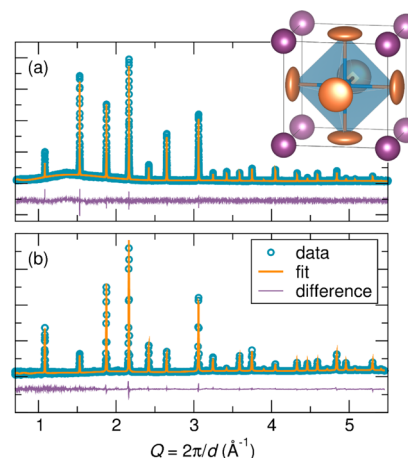 (a)
(b)
data
fit
difference
1 2 3 4 5
Q = 2π/d (Å⁻¹)